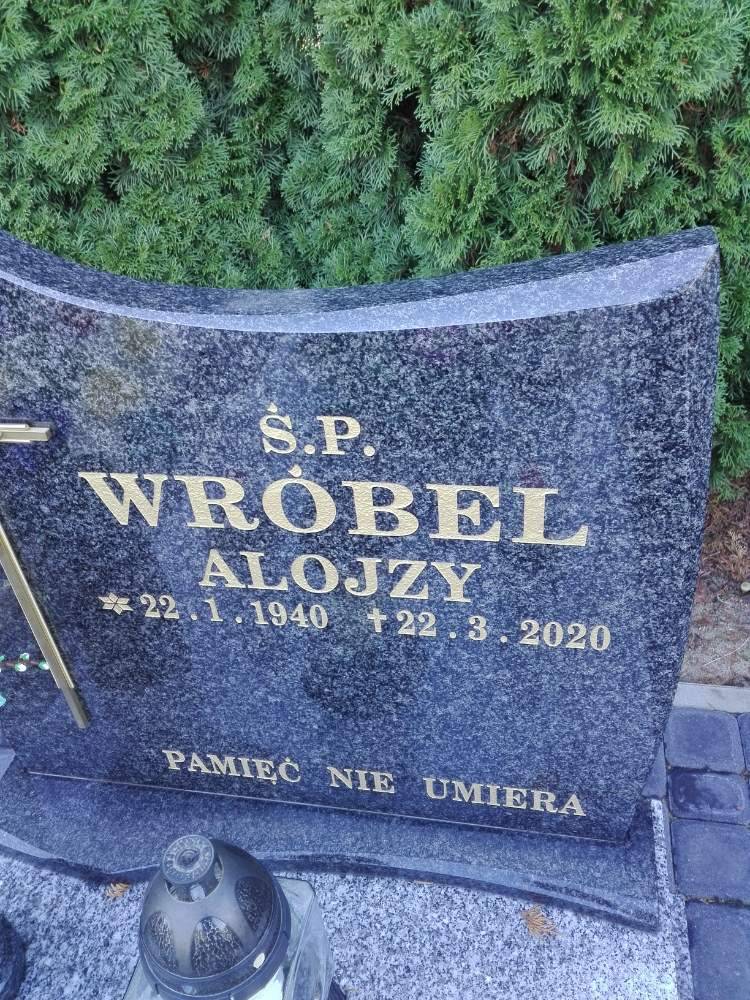 Ś.P.
WRÓBEL
ALOJZY
✲ 22.1.1940 ✝ 22.3.2020
PAMIĘĆ NIE UMIERA